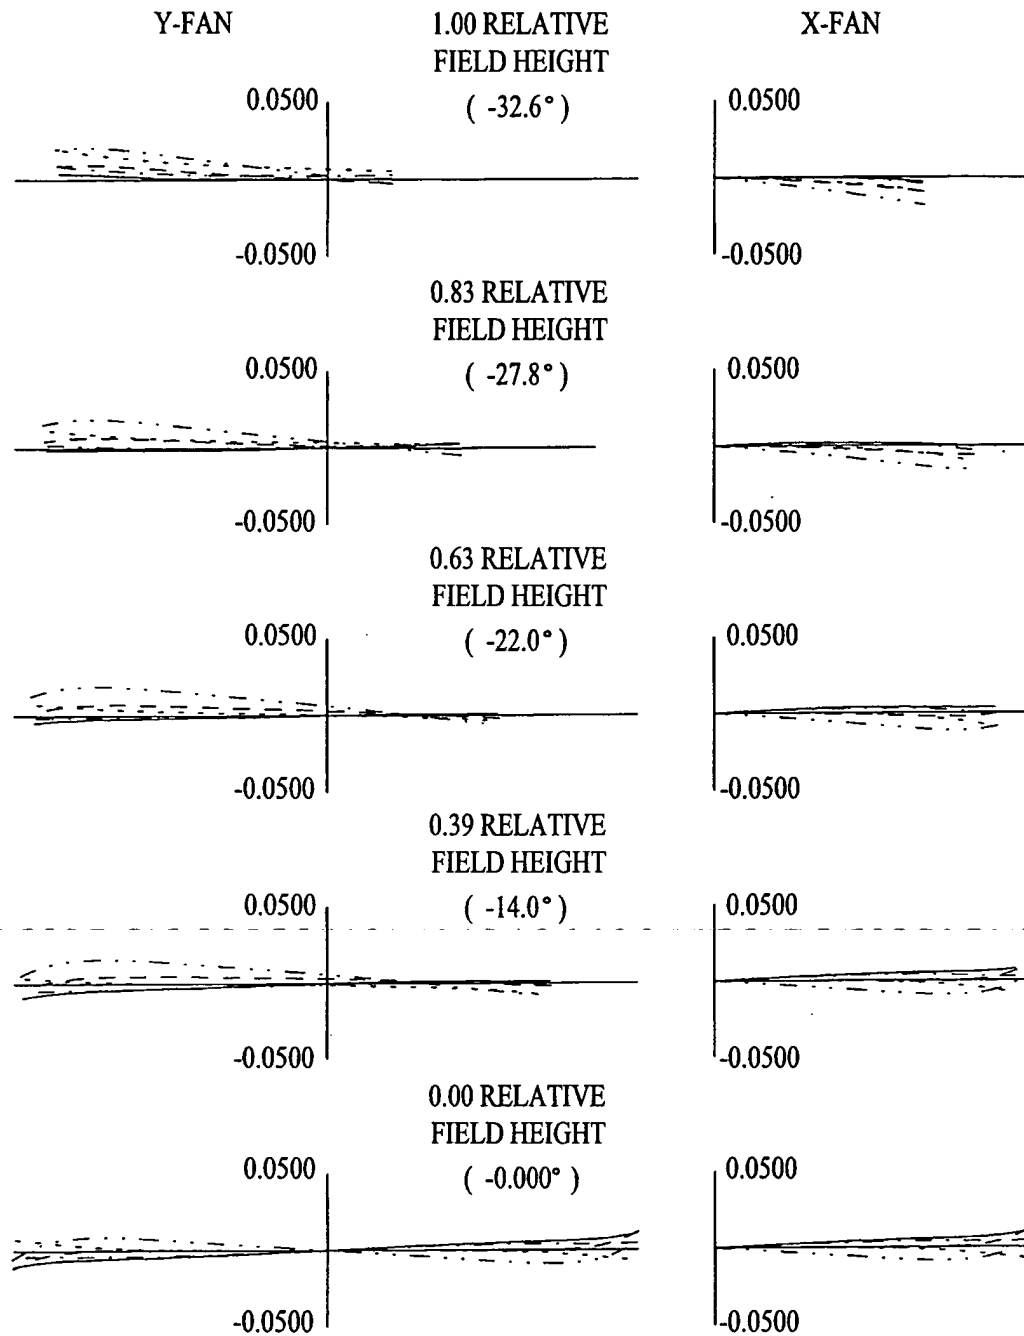 Y-FAN
1.00 RELATIVE
FIELD HEIGHT
( -32.6° )
X-FAN
0.0500
0.0500
-0.0500
-0.0500
0.83 RELATIVE
FIELD HEIGHT
( -27.8° )
0.0500
0.0500
-0.0500
-0.0500
0.63 RELATIVE
FIELD HEIGHT
( -22.0° )
0.0500
0.0500
-0.0500
-0.0500
0.39 RELATIVE
FIELD HEIGHT
( -14.0° )
0.0500
0.0500
-0.0500
-0.0500
0.00 RELATIVE
FIELD HEIGHT
( -0.000° )
0.0500
0.0500
-0.0500
-0.0500